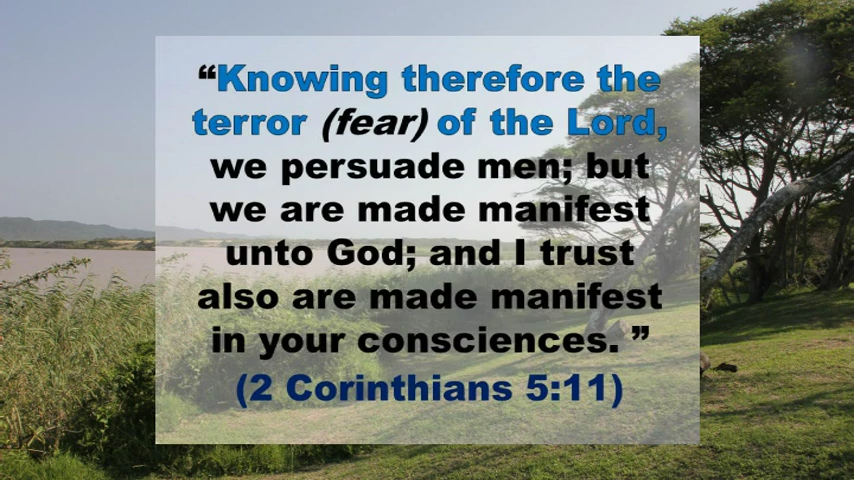 “Knowing therefore the
terror (fear) of the Lord,
we persuade men; but
we are made manifest
unto God; and I trust
also are made manifest
in your consciences. ”
(2 Corinthians 5:11)